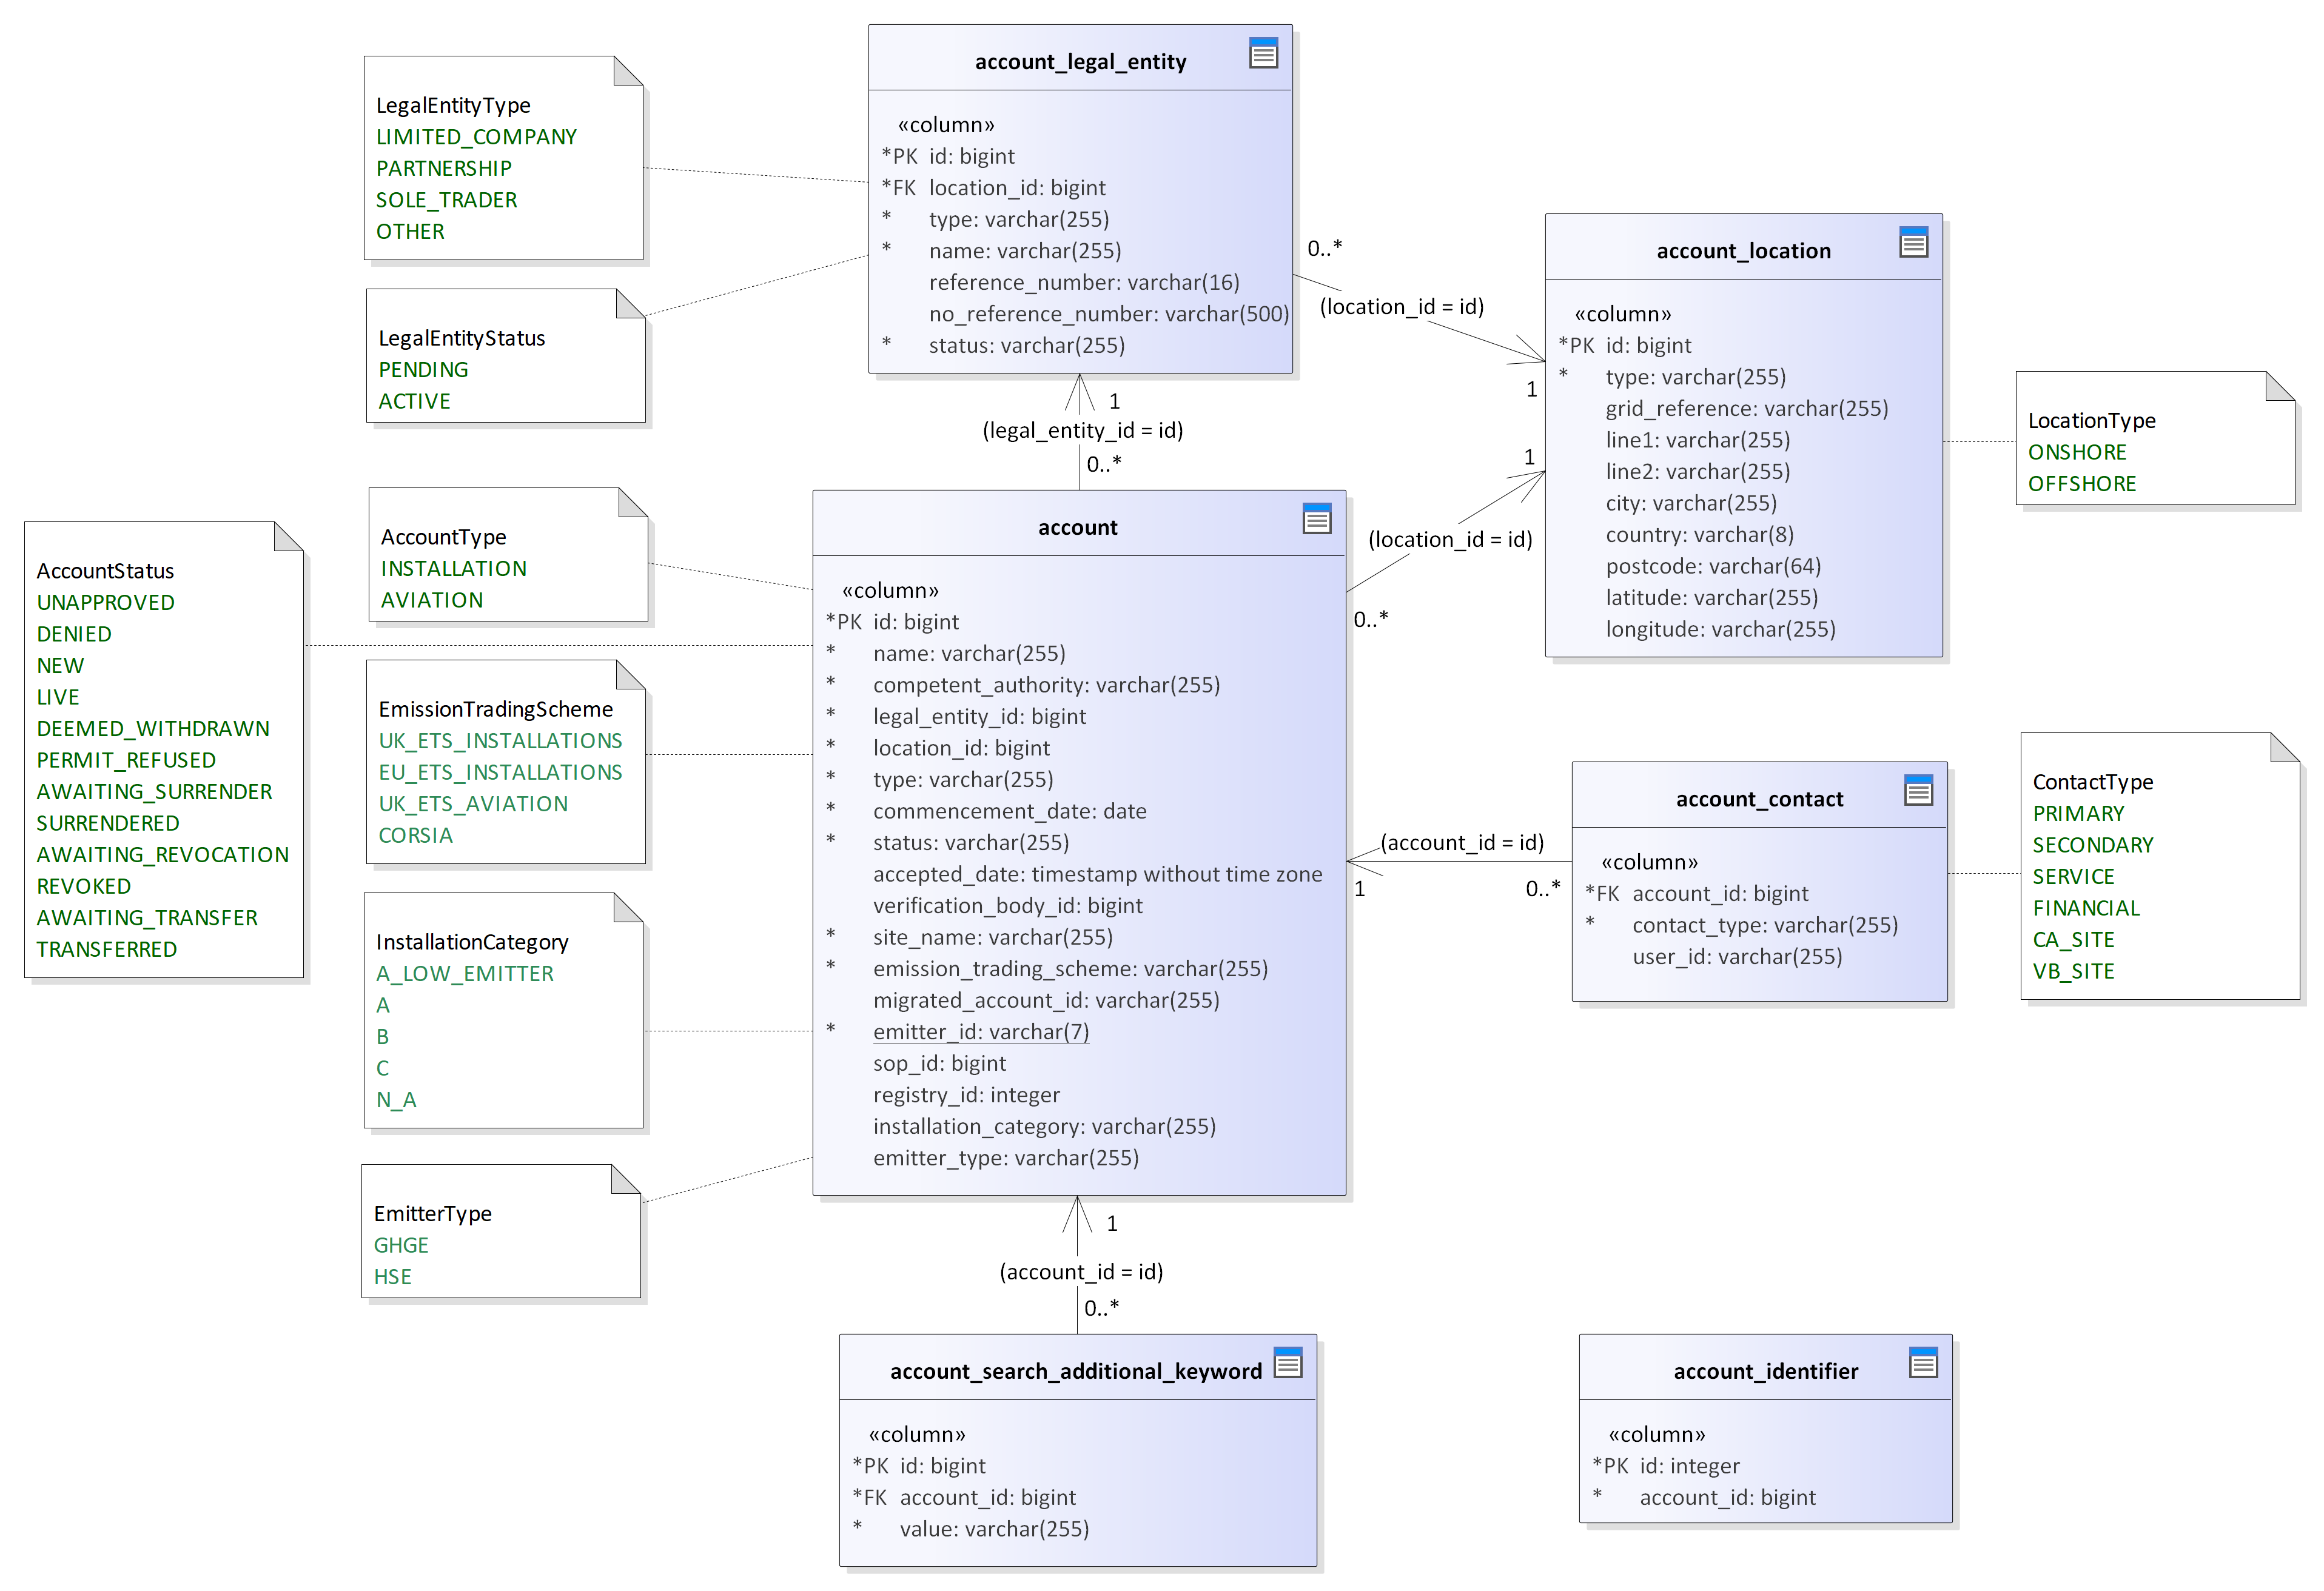 account_legal_entity
«column»
*PK id: bigint
*FK location_id: bigint
* type: varchar(255)
* name: varchar(255)
reference_number: varchar(16)
no_reference_number: varchar(500)
* status: varchar(255)
LegalEntityType
LIMITED_COMPANY
PARTNERSHIP
SOLE_TRADER
OTHER
LegalEntityStatus
PENDING
ACTIVE
0..*
(location_id = id)
1
account_location
«column»
*PK id: bigint
* type: varchar(255)
grid_reference: varchar(255)
line1: varchar(255)
line2: varchar(255)
city: varchar(255)
country: varchar(8)
postcode: varchar(64)
latitude: varchar(255)
longitude: varchar(255)
LocationType
ONSHORE
OFFSHORE
1
(legal_entity_id = id)
0..*
1
(location_id = id)
0..*
AccountType
INSTALLATION
AVIATION
AccountStatus
UNAPPROVED
DENIED
NEW
LIVE
DEEMED_WITHDRAWN
PERMIT_REFUSED
AWAITING_SURRENDER
SURRENDERED
AWAITING_REVOCATION
REVOKED
AWAITING_TRANSFER
TRANSFERRED
EmissionTradingScheme
UK_ETS_INSTALLATIONS
EU_ETS_INSTALLATIONS
UK_ETS_AVIATION
CORSIA
InstallationCategory
A_LOW_EMITTER
A
B
C
N_A
EmitterType
GHGE
HSE
account
«column»
*PK id: bigint
* name: varchar(255)
* competent_authority: varchar(255)
* legal_entity_id: bigint
* location_id: bigint
* type: varchar(255)
* commencement_date: date
* status: varchar(255)
accepted_date: timestamp without time zone
verification_body_id: bigint
* site_name: varchar(255)
* emission_trading_scheme: varchar(255)
migrated_account_id: varchar(255)
* emitter_id: varchar(7)
sop_id: bigint
registry_id: integer
installation_category: varchar(255)
emitter_type: varchar(255)
(account_id = id)
1
0..*
account_contact
«column»
*FK account_id: bigint
* contact_type: varchar(255)
user_id: varchar(255)
ContactType
PRIMARY
SECONDARY
SERVICE
FINANCIAL
CA_SITE
VB_SITE
1
(account_id = id)
0..*
account_search_additional_keyword
«column»
*PK id: bigint
*FK account_id: bigint
* value: varchar(255)
account_identifier
«column»
*PK id: integer
* account_id: bigint